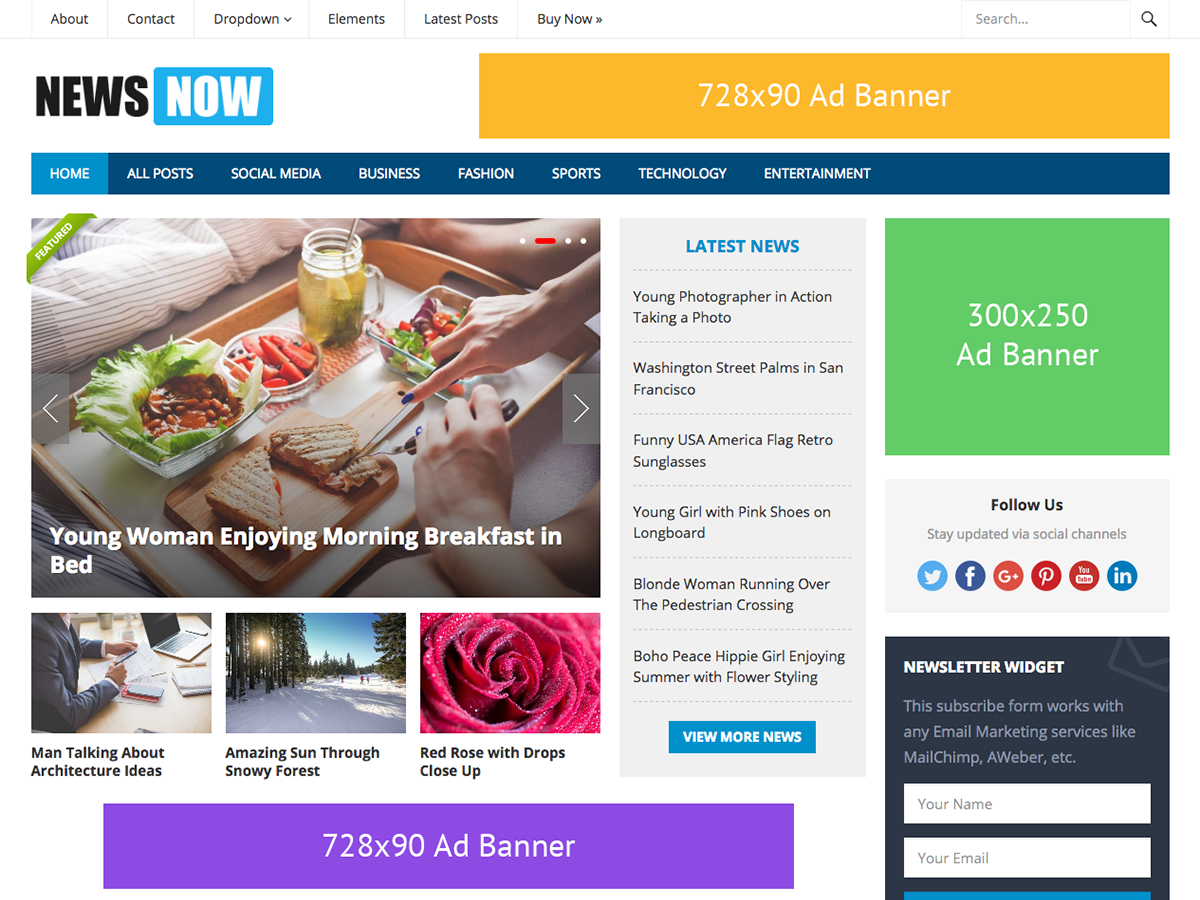 About
Contact
Dropdown
Elements
Latest Posts
Buy Now »
Search...
NEWS NOW
728x90 Ad Banner
HOME
ALL POSTS
SOCIAL MEDIA
BUSINESS
FASHION
SPORTS
TECHNOLOGY
ENTERTAINMENT
FEATURED
Young Woman Enjoying Morning Breakfast in
Bed
Man Talking About
Architecture Ideas
Amazing Sun Through
Snowy Forest
Red Rose with Drops
Close Up
LATEST NEWS
Young Photographer in Action
Taking a Photo
Washington Street Palms in San
Francisco
Funny USA America Flag Retro
Sunglasses
Young Girl with Pink Shoes on
Longboard
Blonde Woman Running Over
The Pedestrian Crossing
Boho Peace Hippie Girl Enjoying
Summer with Flower Styling
VIEW MORE NEWS
300x250
Ad Banner
Follow Us
Stay updated via social channels
f
G+
You
Tube
in
NEWSLETTER WIDGET
This subscribe form works with
any Email Marketing services like
MailChimp, AWeber, etc.
Your Name
Your Email
728x90 Ad Banner